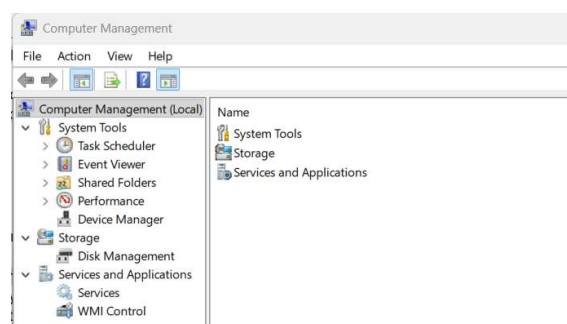 Computer Management
File Action View Help
Computer Management (Local)
System Tools
Task Scheduler
Event Viewer
Shared Folders
Performance
Device Manager
Storage
Disk Management
Services and Applications
Services
WMI Control
Name
System Tools
Storage
Services and Applications